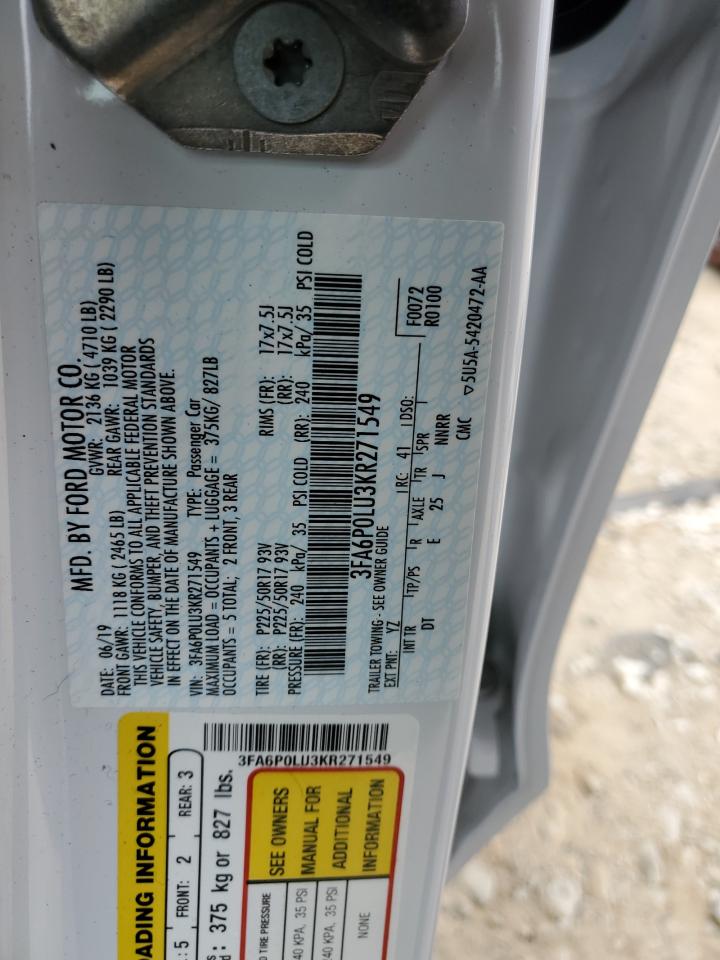 MFD. BY FORD MOTOR CO.
DATE: 06/19 GVWR: 2136 KG ( 4710 LB)
FRONT GAWR: 1118 KG ( 2465 LB) REAR GAWR: 1039 KG ( 2290 LB)
THIS VEHICLE CONFORMS TO ALL APPLICABLE FEDERAL MOTOR
VEHICLE SAFETY, BUMPER, AND THEFT PREVENTION STANDARDS
IN EFFECT ON THE DATE OF MANUFACTURE SHOWN ABOVE.
VIN: 3FA6P0LU3KR271549 TYPE: Passenger Car
MAXIMUM LOAD = OCCUPANTS + LUGGAGE = 375KG/ 827LB
OCCUPANTS = 5 TOTAL; 2 FRONT, 3 REAR
TIRE (FR): P225/50R17 93V RIMS (FR): 17x7.5J
(RR): P225/50R17 93V (RR): 17x7.5J
PRESSURE (FR): 240 kPa/ 35 PSI COLD (RR): 240 kPa/ 35 PSI COLD
3FA6P0LU3KR271549
TRAILER TOWING - SEE OWNER GUIDE
EXT PNT: YZ RC: 41 DSO: F0072
R0100
INT TR TP/PS R AXLE TR SPR
DT E 25 J NNRR
CMC
▽5U5A-5420472-AA
3FA6P0LU3KR271549
ADING INFORMATION
: 5 FRONT: 2 REAR: 3
: 375 kg or 827 lbs.
D TIRE PRESSURE
40 KPA, 35 PSI
240 KPA, 35 PSI
NONE
SEE OWNERS
MANUAL FOR
ADDITIONAL
INFORMATION